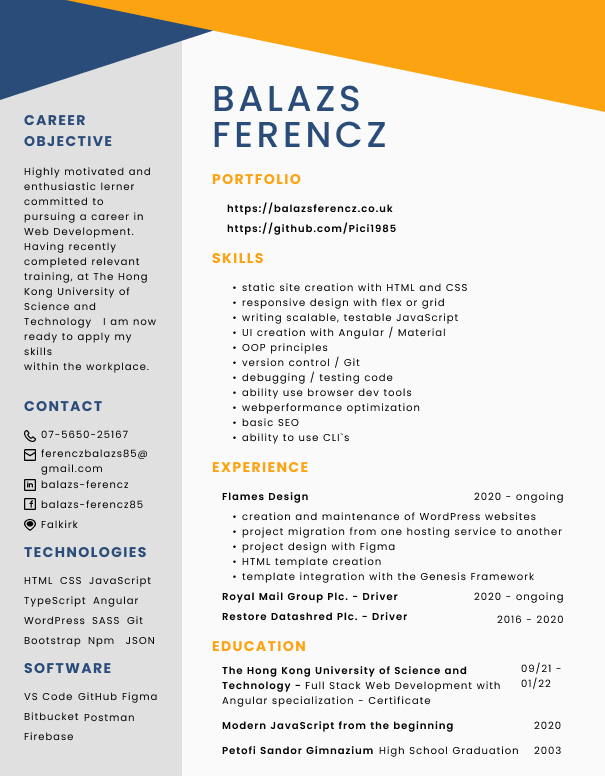 BALAZS
FERENCZ
CAREER
OBJECTIVE
Highly motivated and
enthusiastic lerner
committed to
pursuing a career in
Web Development.
Having recently
completed relevant
training, at The Hong
Kong University of
Science and
Technology I am now
ready to apply my
skills
within the workplace.
CONTACT
07-5650-25167
ferenczbalazs85@
gmail.com
balazs-ferencz
balazs-ferencz85
Falkirk
TECHNOLOGIES
HTML CSS JavaScript
TypeScript Angular
WordPress SASS Git
Bootstrap Npm JSON
SOFTWARE
VS Code GitHub Figma
Bitbucket Postman
Firebase
PORTFOLIO
https://balazsferencz.co.uk
https://github.com/Pici1985
SKILLS
• static site creation with HTML and CSS
• responsive design with flex or grid
• writing scalable, testable JavaScript
• UI creation with Angular / Material
• OOP principles
• version control / Git
• debugging / testing code
• ability use browser dev tools
• webperformance optimization
• basic SEO
• ability to use CLI`s
EXPERIENCE
Flames Design 2020 - ongoing
• creation and maintenance of WordPress websites
• project migration from one hosting service to another
• project design with Figma
• HTML template creation
• template integration with the Genesis Framework
Royal Mail Group Plc. - Driver 2020 - ongoing
Restore Datashred Plc. - Driver 2016 - 2020
EDUCATION
The Hong Kong University of Science and 09/21 -
Technology - Full Stack Web Development with 01/22
Angular specialization - Certificate
Modern JavaScript from the beginning 2020
Petofi Sandor Gimnazium High School Graduation 2003